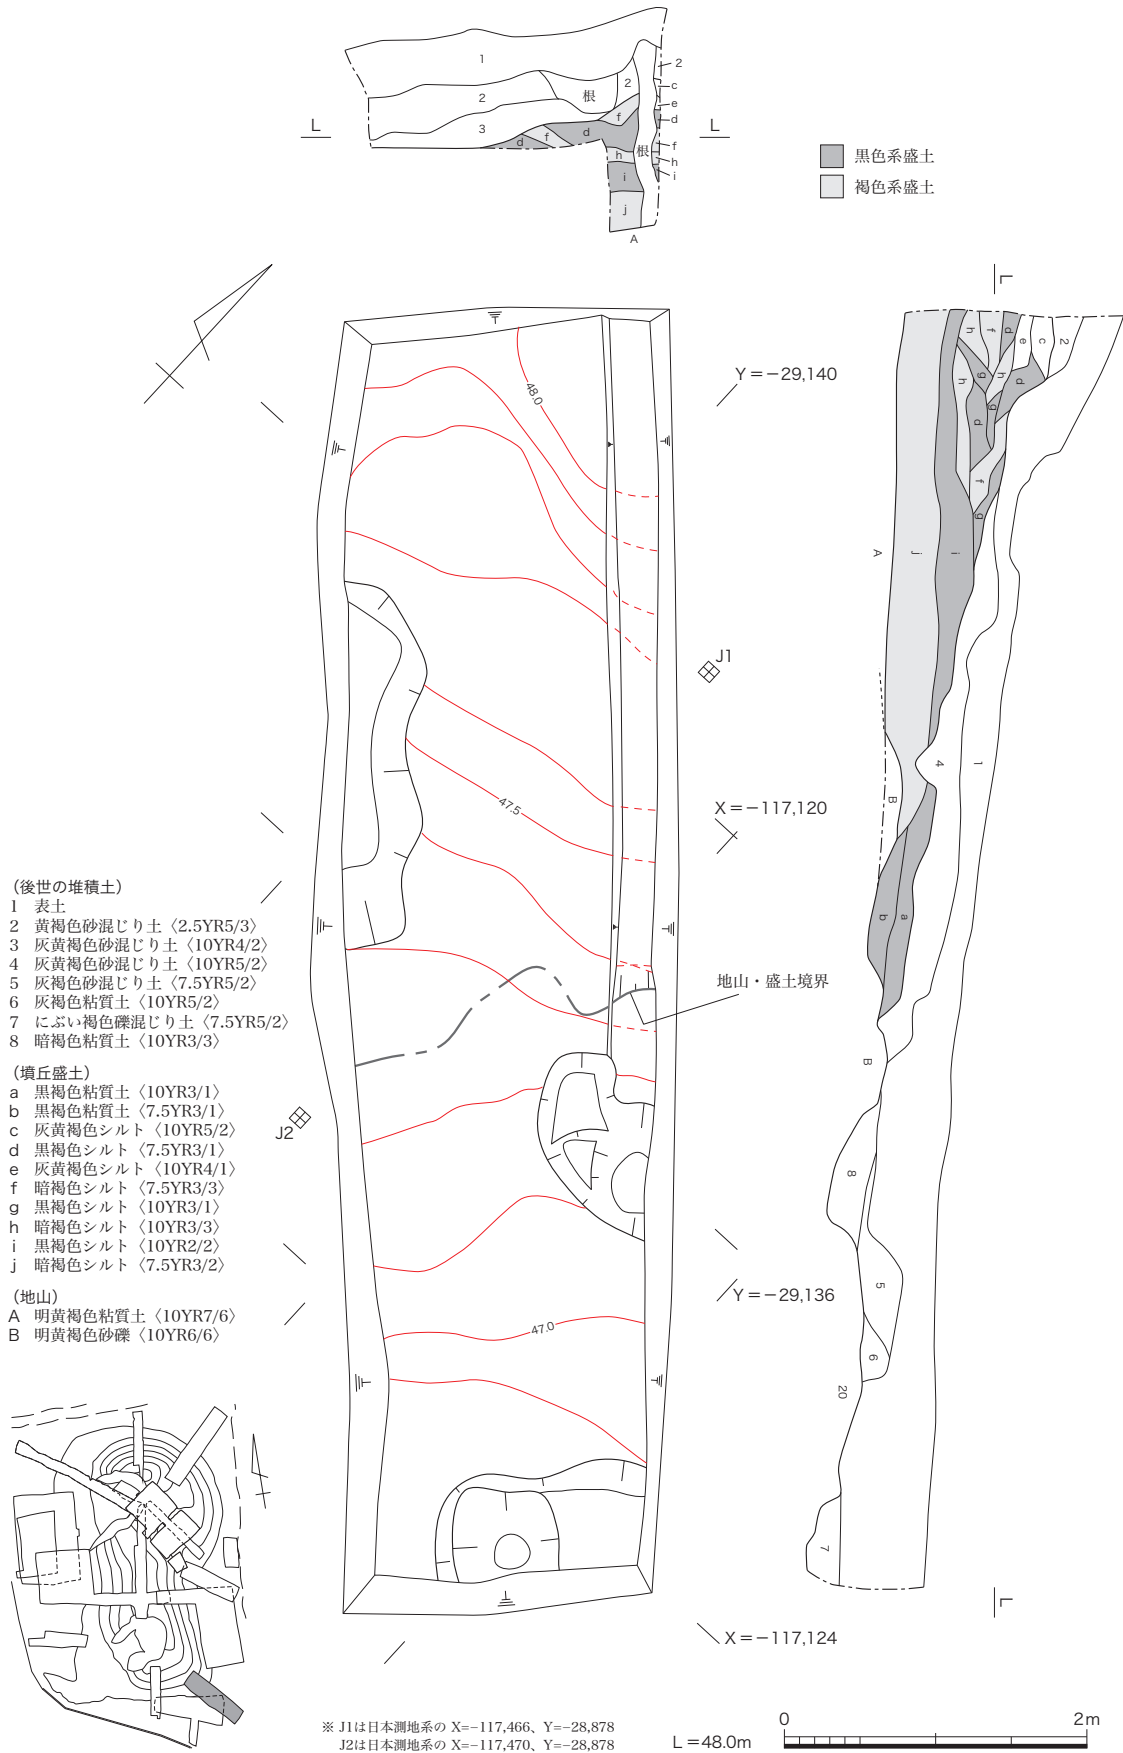 1
2
2
根
3
c
e
d
f
f
d
f
d
h
根
h
i
i
j
A
L
L
黒色系盛土
褐色系盛土
L
h
f
d
e
c
2
h
g
h
d
g
d
f
g
A
j
i
B
4
1
b
a
B
8
5
6
20
7
L
48.0
Y＝−29,140
J1
47.5
X＝−117,120
地山・盛土境界
J2
Y＝−29,136
47.0
X＝−117,124
（後世の堆積土）
1 表土
2 黄褐色砂混じり土〈2.5YR5/3〉
3 灰黄褐色砂混じり土〈10YR4/2〉
4 灰黄褐色砂混じり土〈10YR5/2〉
5 灰褐色砂混じり土〈7.5YR5/2〉
6 灰褐色粘質土〈10YR5/2〉
7 にぶい褐色礫混じり土〈7.5YR5/2〉
8 暗褐色粘質土〈10YR3/3〉
（墳丘盛土）
a 黒褐色粘質土〈10YR3/1〉
b 黒褐色粘質土〈7.5YR3/1〉
c 灰黄褐色シルト〈10YR5/2〉
d 黒褐色シルト〈7.5YR3/1〉
e 灰黄褐色シルト〈10YR4/1〉
f 暗褐色シルト〈7.5YR3/3〉
g 黒褐色シルト〈10YR3/1〉
h 暗褐色シルト〈10YR3/3〉
i 黒褐色シルト〈10YR2/2〉
j 暗褐色シルト〈7.5YR3/2〉
（地山）
A 明黄褐色粘質土〈10YR7/6〉
B 明黄褐色砂礫〈10YR6/6〉
※ J1は日本測地系の X=−117,466、Y=−28,878
J2は日本測地系の X=−117,470、Y=−28,878
L＝48.0m
0 2m